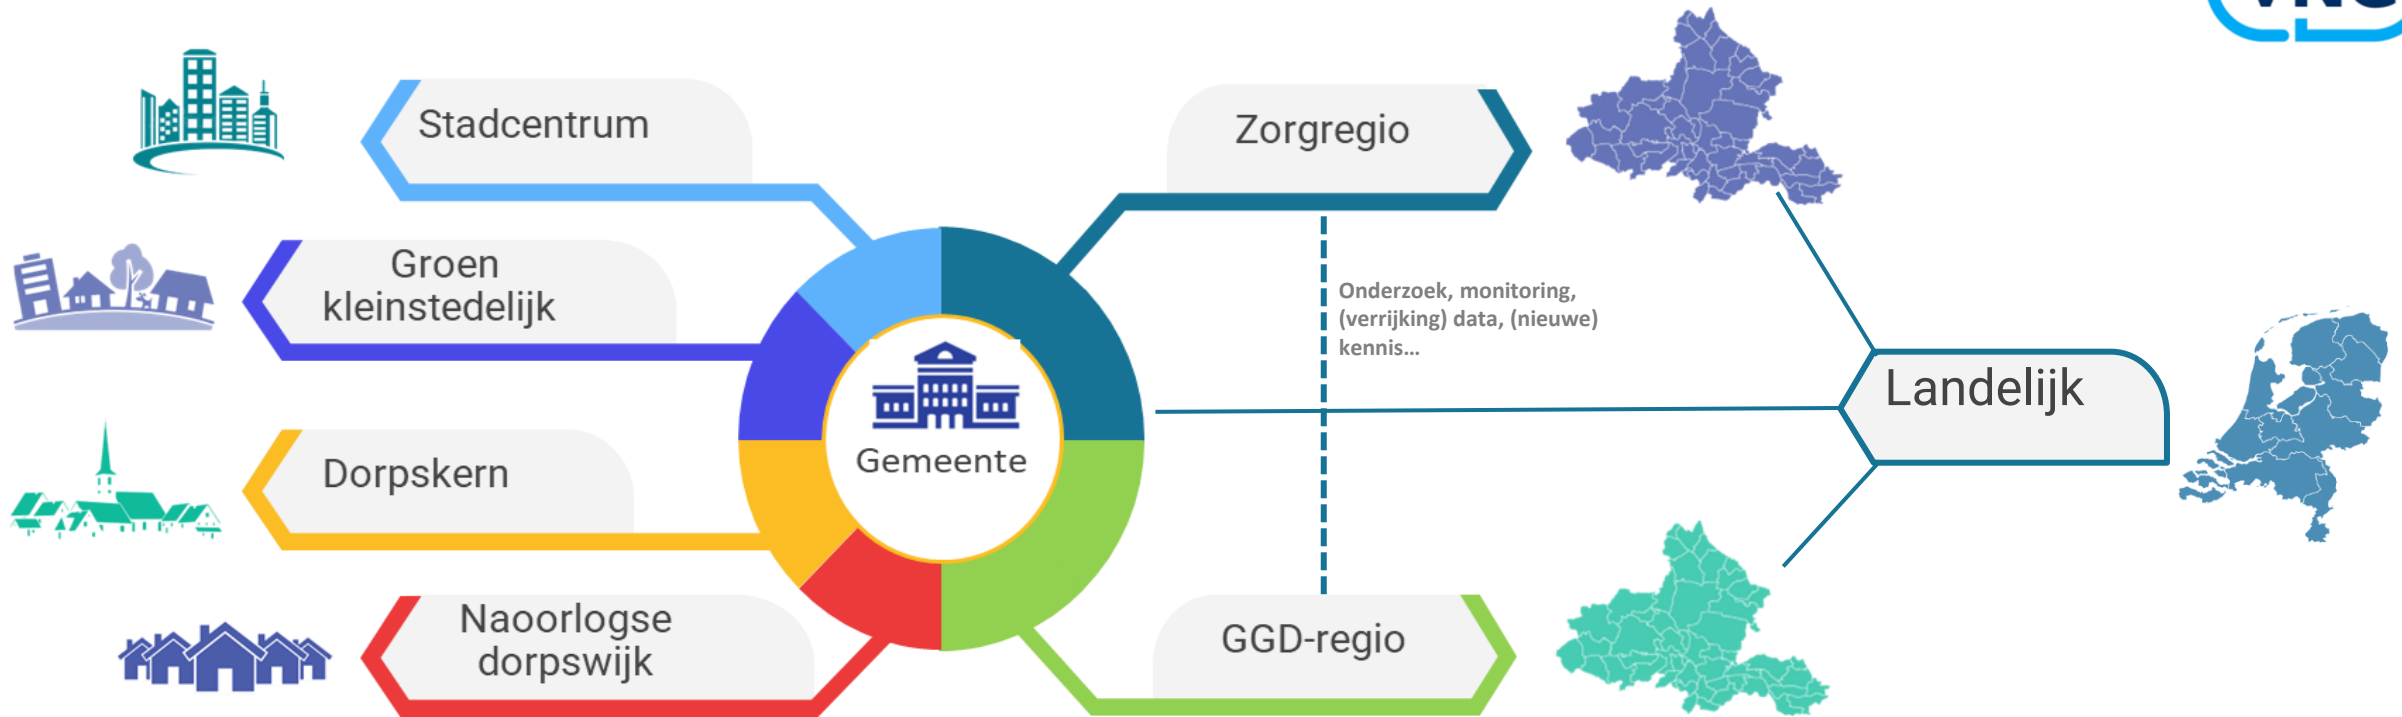 Stadcentrum
Groen
kleinstedelijk
Dorpskern
Naoorlogse
dorpswijk
Gemeente
Zorgregio
Onderzoek, monitoring,
(verrijking) data, (nieuwe)
kennis...
GGD-regio
Landelijk